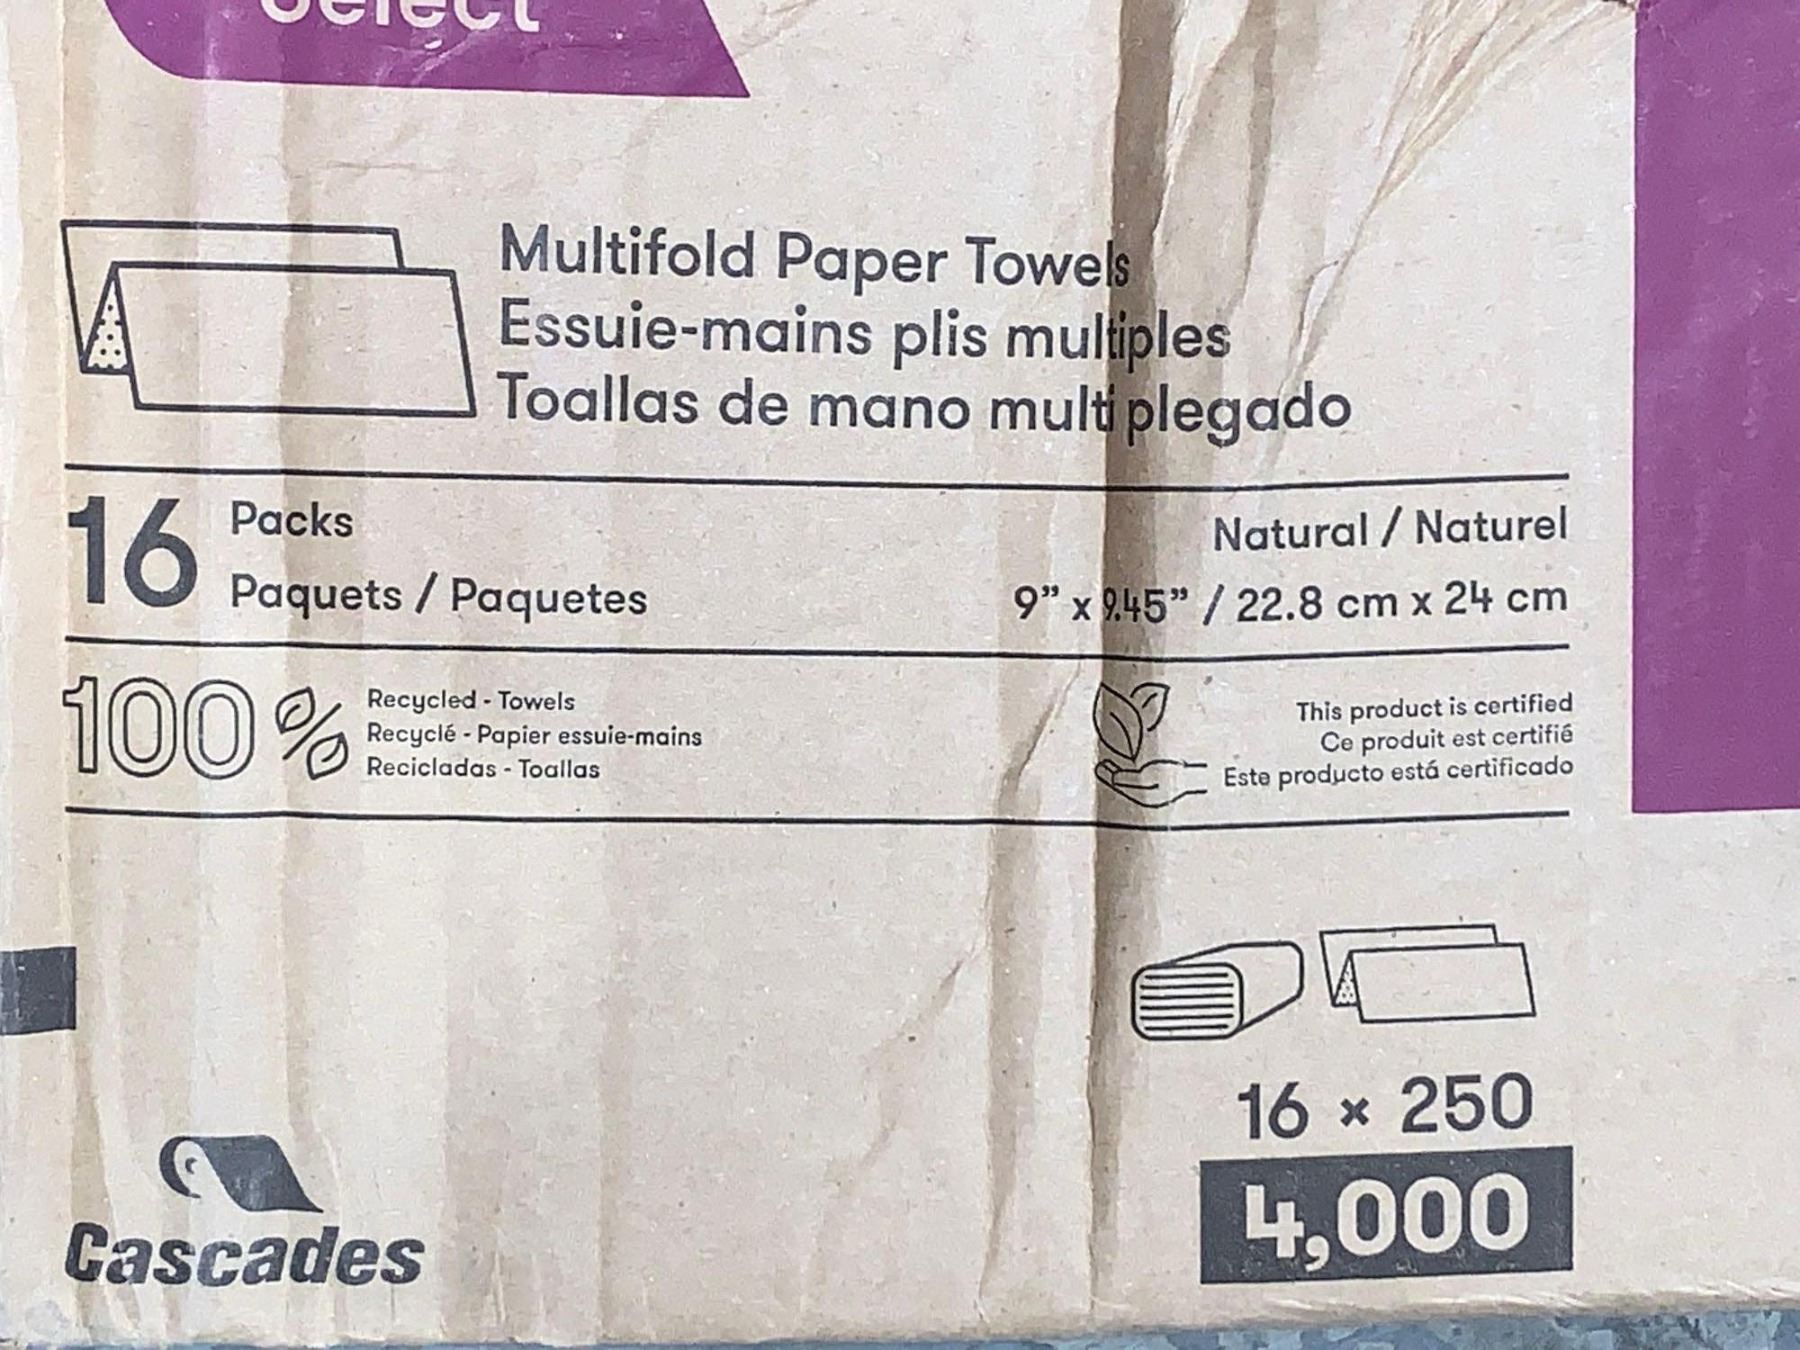 Select
Multifold Paper Towels
Essuie-mains plis multiples
Toallas de mano multi plegado
16 Packs
Paquets / Paquetes
Natural / Naturel
9” x 9.45” / 22.8 cm x 24 cm
100%
Recycled - Towels
Recyclé - Papier essuie-mains
Recicladas - Toallas
This product is certified
Ce produit est certifié
Este producto está certificado
16 × 250
4,000
Cascades